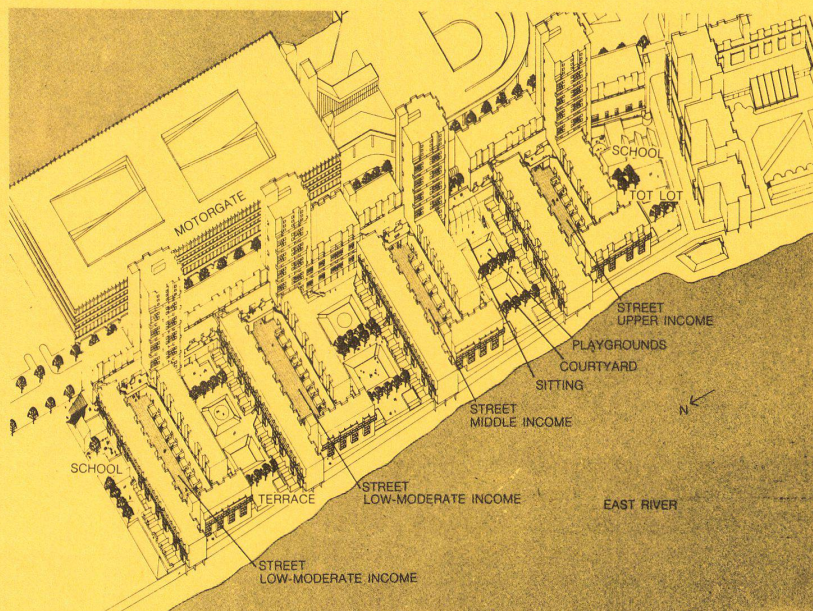 MOTORGATE
SCHOOL
TOT LOT
STREET
UPPER INCOME
PLAYGROUNDS
COURTYARD
SITTING
STREET
MIDDLE INCOME
N
SCHOOL
TERRACE
STREET
LOW-MODERATE INCOME
EAST RIVER
STREET
LOW-MODERATE INCOME